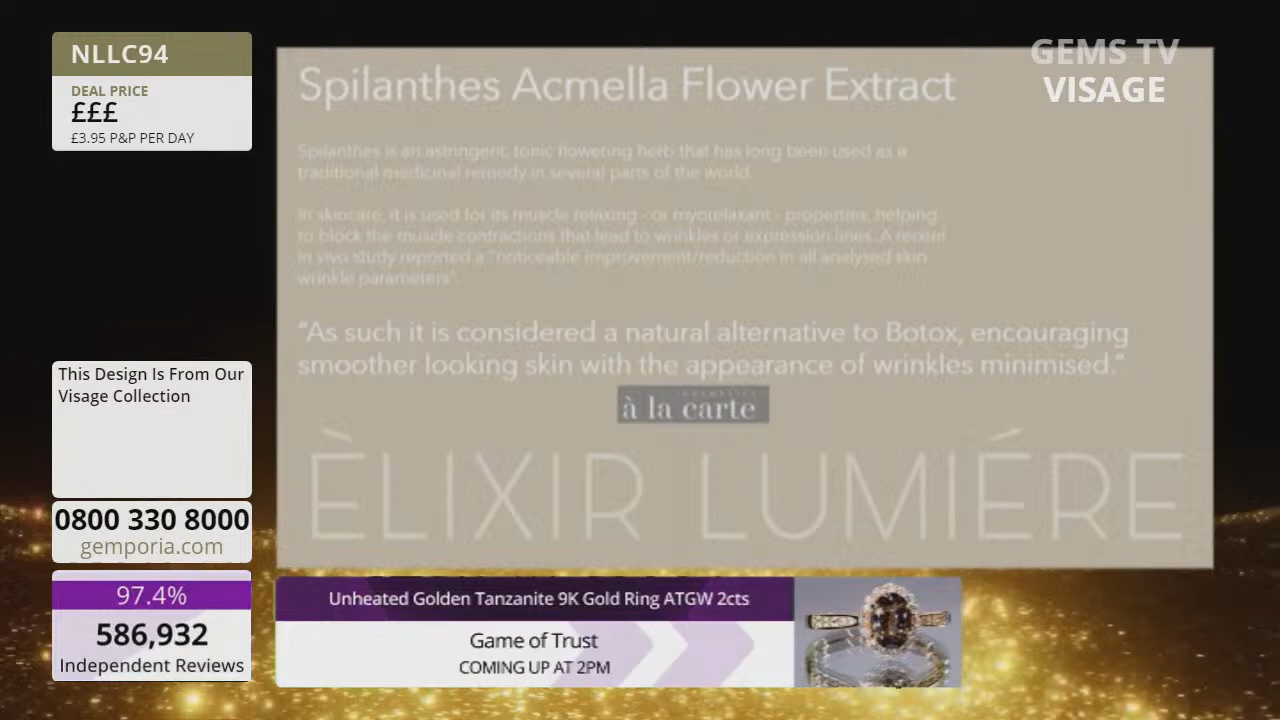 NLLC94
DEAL PRICE
£££
£3.95 P&P PER DAY
GEMS TV
VISAGE
Spilanthes Acmella Flower Extract
Spilanthes is an astringent, tonic flowering herb that has long been used as a
traditional medicinal remedy in several parts of the world.
In skincare, it is used for its muscle relaxing - or myorelaxant - properties, helping
to block the muscle contractions that lead to wrinkles or expression lines. A recent
in vivo study reported a "noticeable improvement/reduction in all analysed skin
wrinkle parameters"
"As such it is considered a natural alternative to Botox, encouraging
smoother looking skin with the appearance of wrinkles minimised."
à la carte
ÈLIXIR LUMIÉRE
This Design Is From Our
Visage Collection
0800 330 8000
gemporia.com
97.4%
586,932
Independent Reviews
Unheated Golden Tanzanite 9K Gold Ring ATGW 2cts
Game of Trust
COMING UP AT 2PM